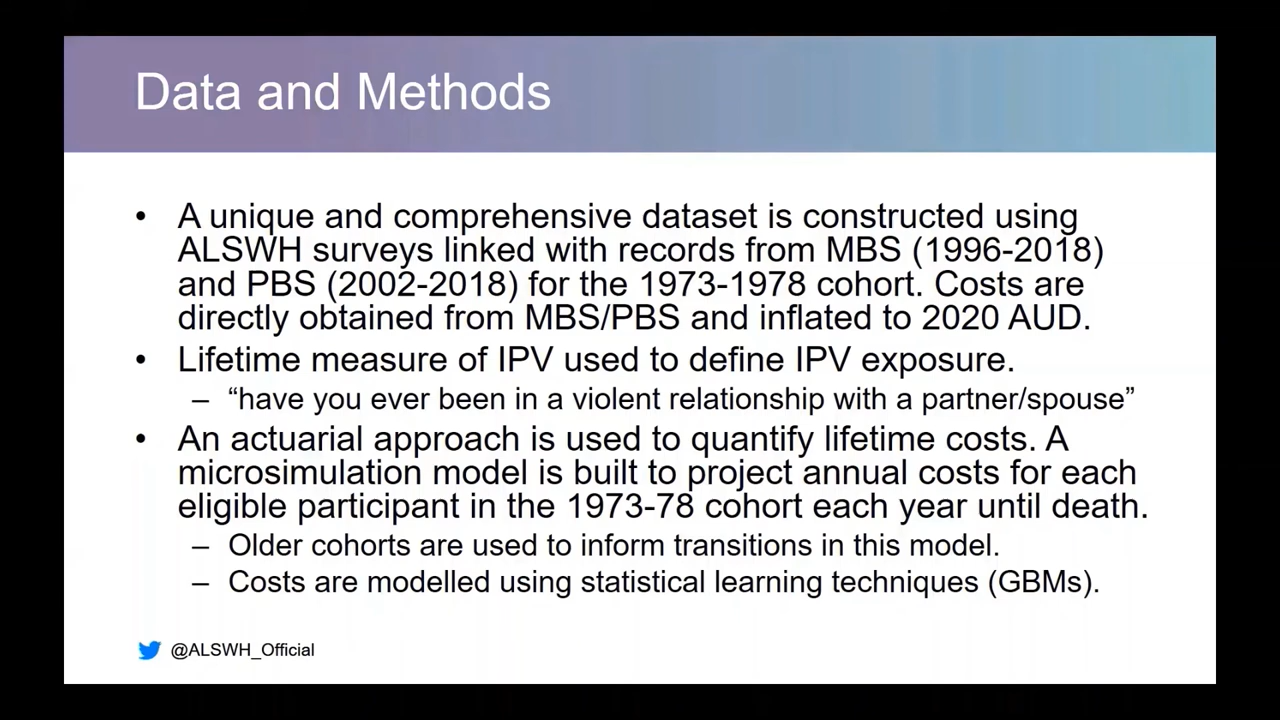 Data and Methods
• A unique and comprehensive dataset is constructed using
ALSWH surveys linked with records from MBS (1996-2018)
and PBS (2002-2018) for the 1973-1978 cohort. Costs are
directly obtained from MBS/PBS and inflated to 2020 AUD.
• Lifetime measure of IPV used to define IPV exposure.
– “have you ever been in a violent relationship with a partner/spouse”
• An actuarial approach is used to quantify lifetime costs. A
microsimulation model is built to project annual costs for each
eligible participant in the 1973-78 cohort each year until death.
– Older cohorts are used to inform transitions in this model.
– Costs are modelled using statistical learning techniques (GBMs).
@ALSWH_Official